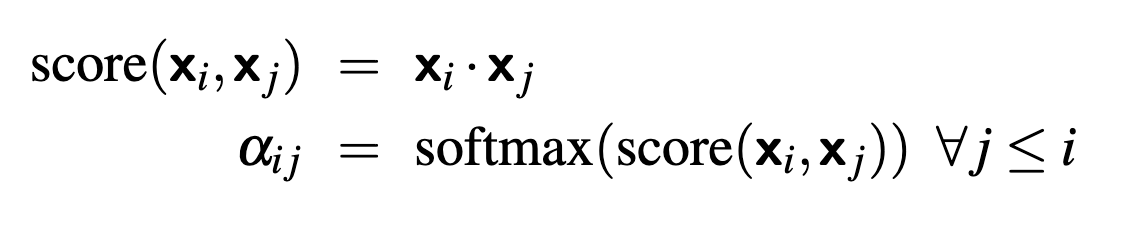 score(𝐱ᵢ, 𝐱ⱼ) = 𝐱ᵢ · 𝐱ⱼ
αᵢⱼ = softmax(score(𝐱ᵢ, 𝐱ⱼ)) ∀j ≤ i